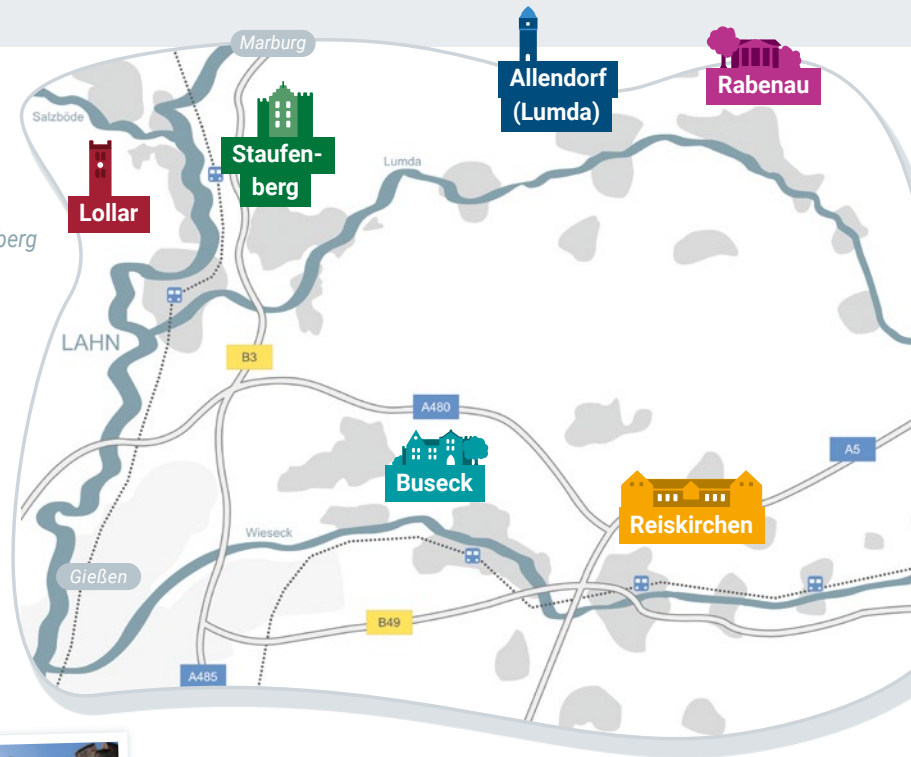 Marburg
Allendorf
(Lumda)
Rabenau
Salzböde
Staufen-
berg
Lumda
Lollar
berg
LAHN
B3
A480
A5
Buseck
Reiskirchen
Wieseck
Gießen
B49
A485